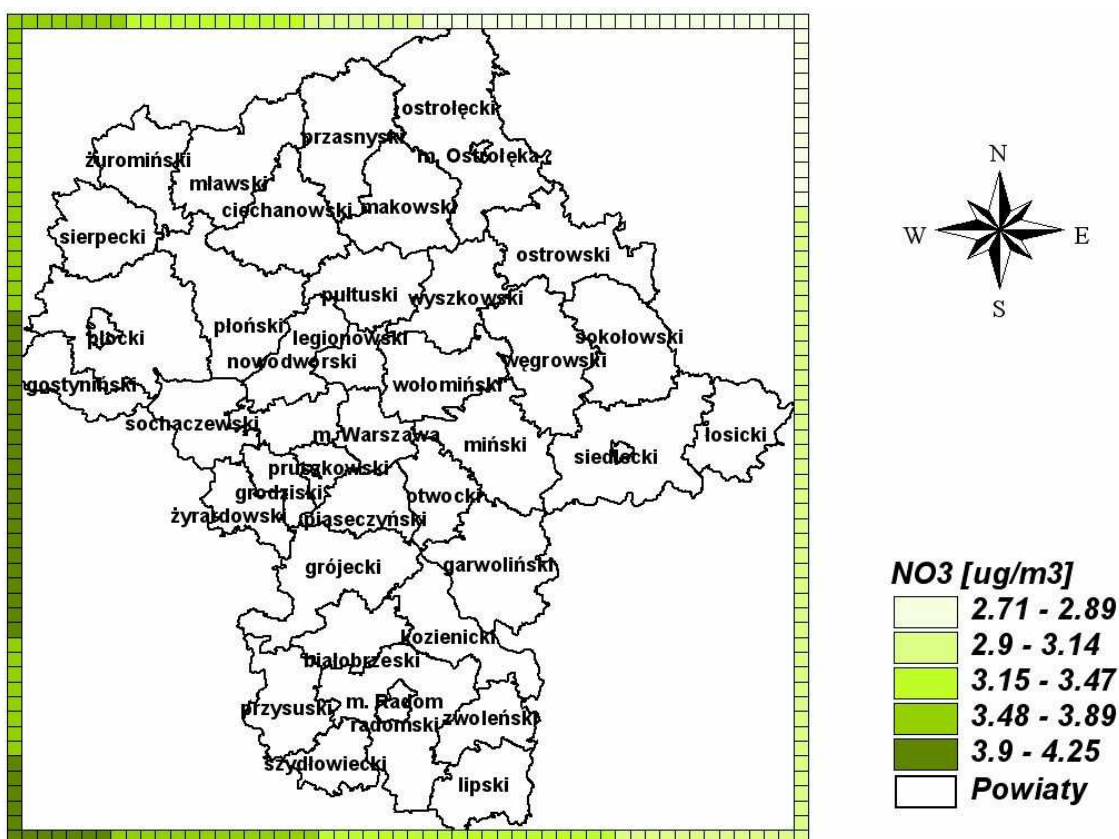 ostrołęcki
przasnyski
m. Ostrołęka
żuromiński
mławski
ciechanowski
makowski
sierpecki
ostrowski
pułtuski
wyszkowski
płoński
legionowski
sokołowski
płocki
nowodworski
węgrowski
gostyniński
wołomiński
sochaczewski
m. Warszawa
miński
łosicki
siedlecki
pruszkowski
grodziski
otwocki
żyrardowski
piaseczyński
grójecki
garwoliński
kozienicki
białobrzeski
m. Radom
przysuski
radomski
zwoleński
szydłowiecki
lipski
N
W
E
S
NO3 [ug/m3]
2.71 - 2.89
2.9 - 3.14
3.15 - 3.47
3.48 - 3.89
3.9 - 4.25
Powiaty